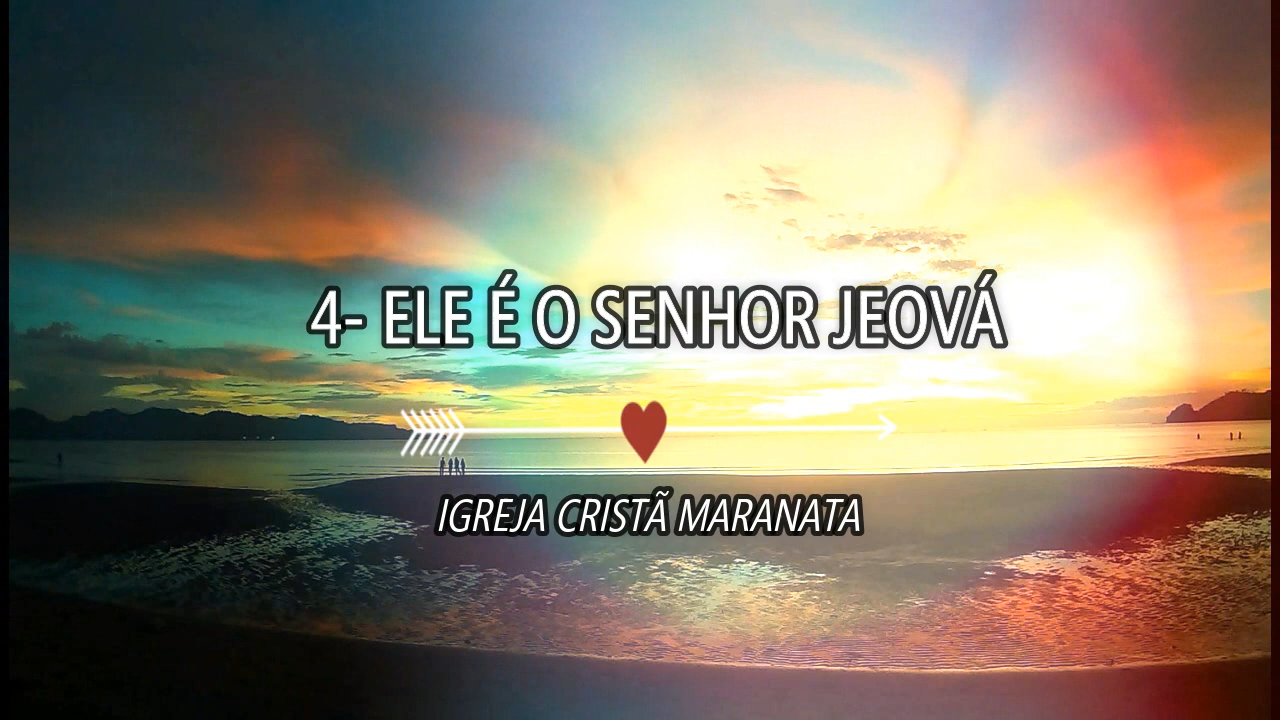 4- ELE É O SENHOR JEOVÁ
IGREJA CRISTÃ MARANATA